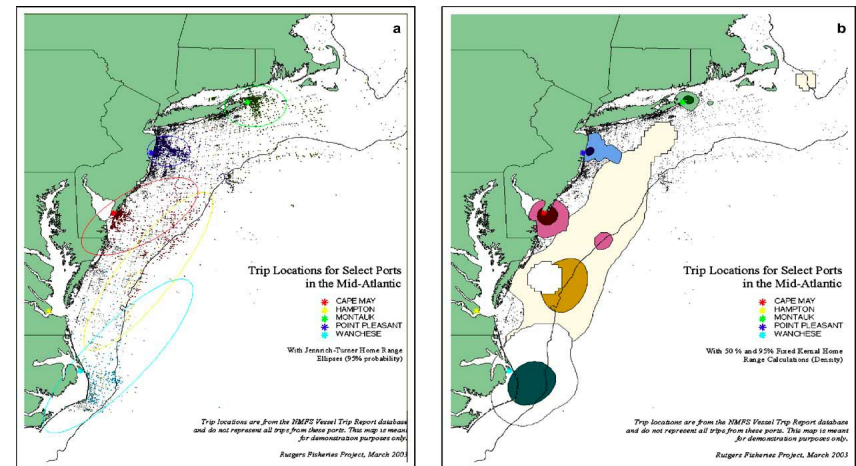 a
Trip Locations for Select Ports
in the Mid-Atlantic
CAPE MAY
HAMPTON
MONTAUK
POINT PLEASANT
WANCHESE
With Jennrich-Turner Home Range
Ellipses (95% probability)
Trip locations are from the NMFS Vessel Trip Report database
and do not represent all trips from these ports. This map is meant
for demonstration purposes only.
Rutgers Fisheries Project, March 2003
b
Trip Locations for Select Ports
in the Mid-Atlantic
CAPE MAY
HAMPTON
MONTAUK
POINT PLEASANT
WANCHESE
With 50 % and 95% Fixed Kernal Home
Range Calculations (Density)
Trip locations are from the NMFS Vessel Trip Report database
and do not represent all trips from these ports. This map is meant
for demonstration purposes only.
Rutgers Fisheries Project, March 2003